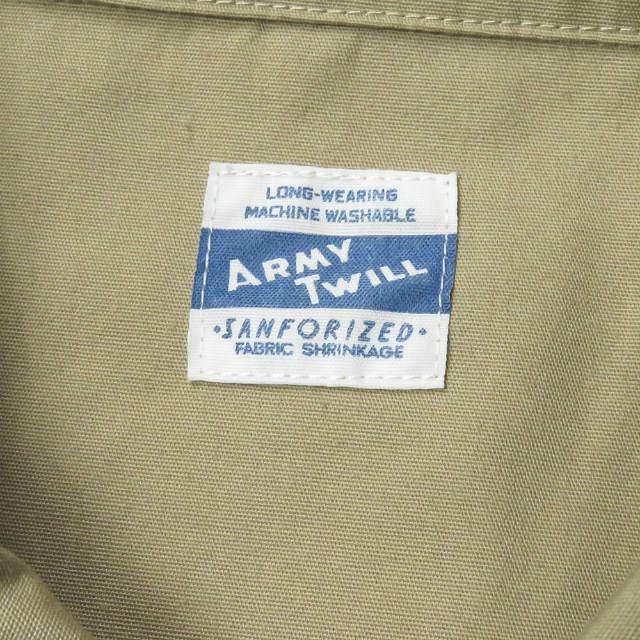 LONG-WEARING
MACHINE WASHABLE
ARMY
TWILL
·SANFORIZED·
FABRIC SHRINKAGE